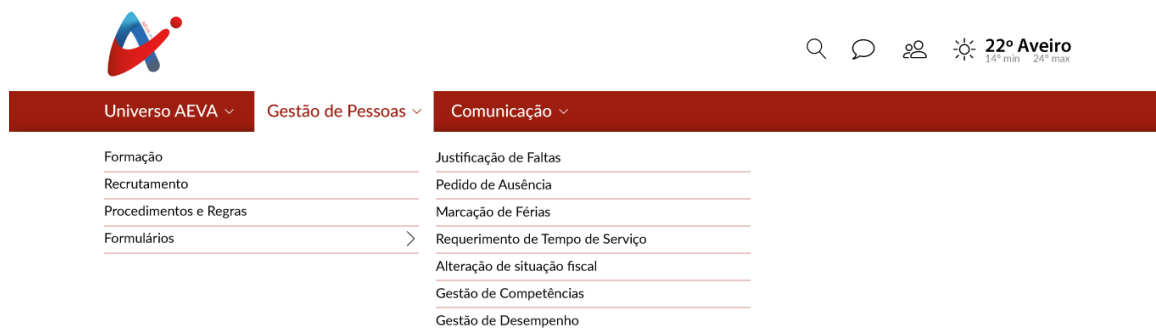 AEVA
22º Aveiro
14º min 24º max
Universo AEVA
Gestão de Pessoas
Comunicação
Formação
Recrutamento
Procedimentos e Regras
Formulários
Justificação de Faltas
Pedido de Ausência
Marcação de Férias
Requerimento de Tempo de Serviço
Alteração de situação fiscal
Gestão de Competências
Gestão de Desempenho